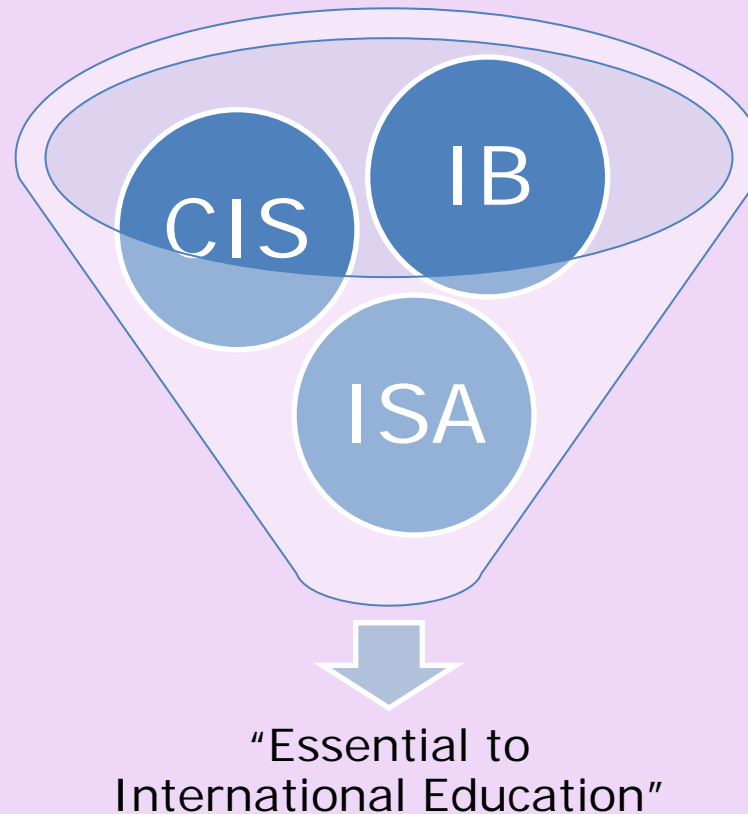 IB
CIS
ISA
“Essential to
International Education”